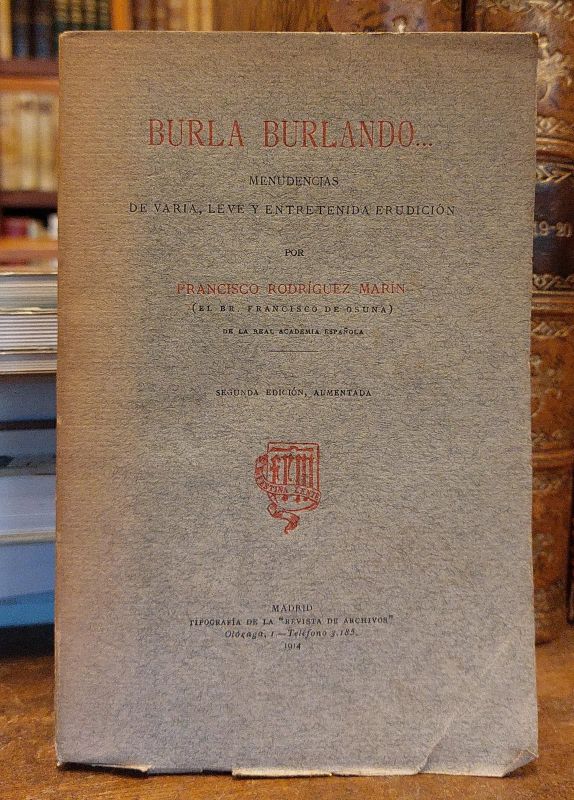 BURLA BURLANDO...
MENUDENCIAS
DE VARIA, LEVE Y ENTRETENIDA ERUDICIÓN
POR
FRANCISCO RODRÍGUEZ MARÍN
(EL BR. FRANCISCO DE OSUNA)
DE LA REAL ACADEMIA ESPAÑOLA
SEGUNDA EDICIÓN, AUMENTADA
MADRID
TIPOGRAFÍA DE LA "REVISTA DE ARCHIVOS"
Olózaga, 1—Teléfono 3.185.
1914
19-20